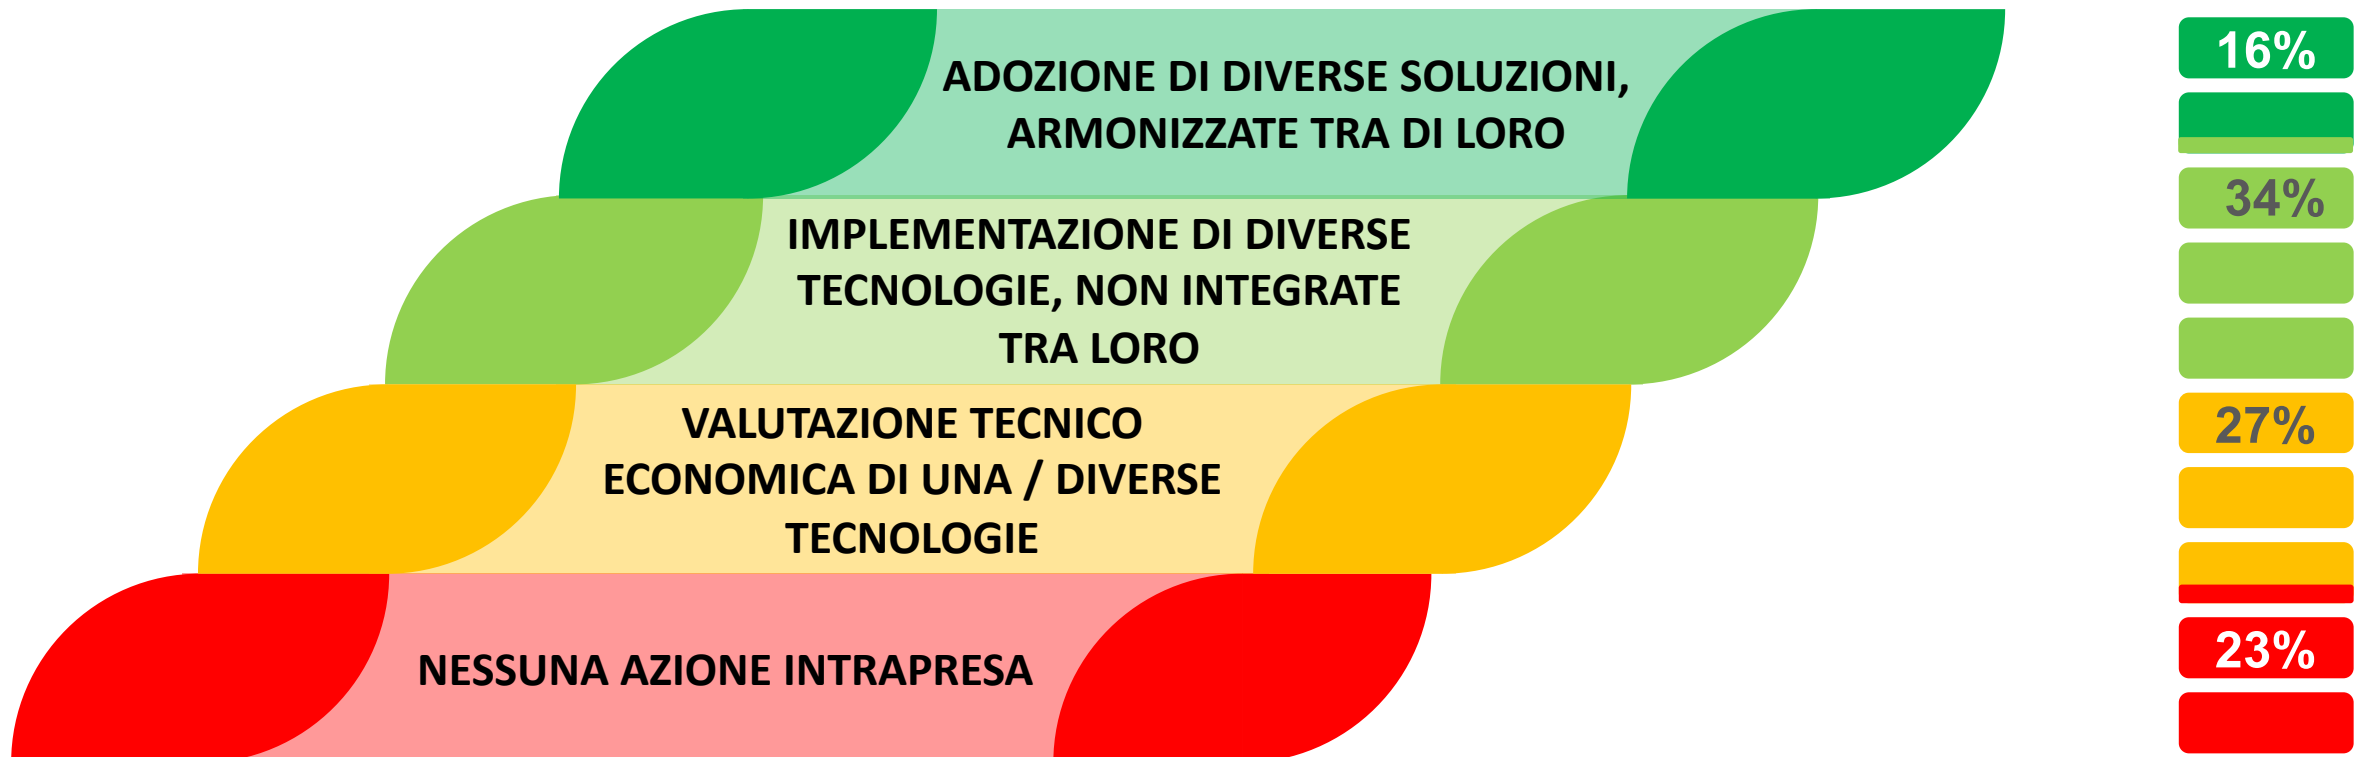 ADOZIONE DI DIVERSE SOLUZIONI,
ARMONIZZATE TRA DI LORO
16%
IMPLEMENTAZIONE DI DIVERSE
TECNOLOGIE, NON INTEGRATE
TRA LORO
34%
VALUTAZIONE TECNICO
ECONOMICA DI UNA / DIVERSE
TECNOLOGIE
27%
NESSUNA AZIONE INTRAPRESA
23%